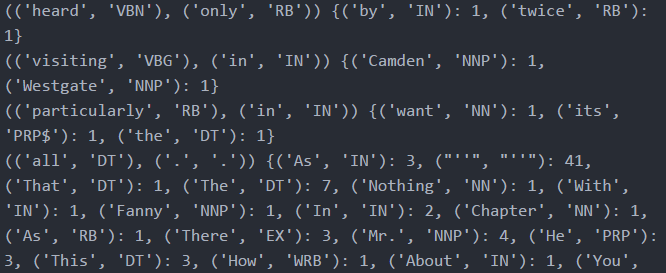 (('heard', 'VBN'), ('only', 'RB')) {('by', 'IN'): 1, ('twice', 'RB'):
1}
(('visiting', 'VBG'), ('in', 'IN')) {('Camden', 'NNP'): 1,
('Westgate', 'NNP'): 1}
(('particularly', 'RB'), ('in', 'IN')) {('want', 'NN'): 1, ('its',
'PRP$'): 1, ('the', 'DT'): 1}
(('all', 'DT'), ('.', '.')) {('As', 'IN'): 3, ("''", "''"): 41,
('That', 'DT'): 1, ('The', 'DT'): 7, ('Nothing', 'NN'): 1, ('With',
'IN'): 1, ('Fanny', 'NNP'): 1, ('In', 'IN'): 2, ('Chapter', 'NN'): 1,
('As', 'RB'): 1, ('There', 'EX'): 3, ('Mr.', 'NNP'): 4, ('He', 'PRP'):
3, ('This', 'DT'): 3, ('How', 'WRB'): 1, ('About', 'IN'): 1, ('You',